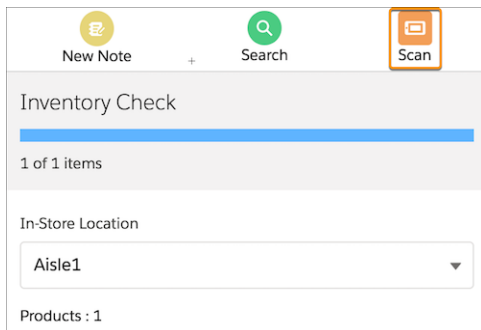 New Note
Search
Scan
Inventory Check
1 of 1 items
In-Store Location
Aisle1
Products : 1